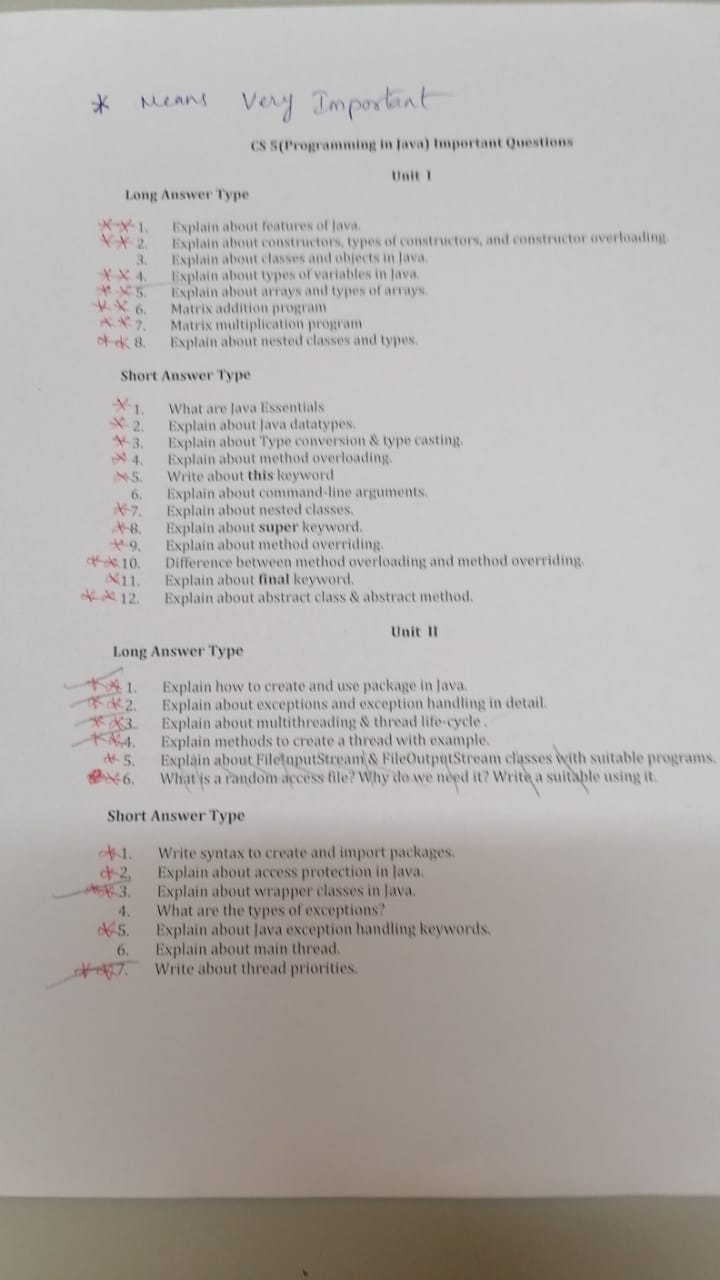 * Means Very Important
CS 5(Programming in Java) Important Questions
Unit I
Long Answer Type
** 1. Explain about features of Java.
** 2. Explain about constructors, types of constructors, and constructor overloading.
3. Explain about classes and objects in Java.
** 4. Explain about types of variables in Java.
** 5. Explain about arrays and types of arrays.
** 6. Matrix addition program
** 7. Matrix multiplication program
** 8. Explain about nested classes and types.
Short Answer Type
* 1. What are Java Essentials
* 2. Explain about Java datatypes.
* 3. Explain about Type conversion & type casting.
* 4. Explain about method overloading.
* 5. Write about this keyword
6. Explain about command-line arguments.
* 7. Explain about nested classes.
* 8. Explain about super keyword.
* 9. Explain about method overriding.
** 10. Difference between method overloading and method overriding.
* 11. Explain about final keyword.
** 12. Explain about abstract class & abstract method.
Unit II
Long Answer Type
** 1. Explain how to create and use package in Java.
** 2. Explain about exceptions and exception handling in detail.
** 3. Explain about multithreading & thread life-cycle .
** 4. Explain methods to create a thread with example.
* 5. Explain about FileInputStream & FileOutputStream classes with suitable programs.
* 6. What is a random access file? Why do we need it? Write a suitable using it.
Short Answer Type
* 1. Write syntax to create and import packages.
* 2. Explain about access protection in Java.
** 3. Explain about wrapper classes in Java.
4. What are the types of exceptions?
* 5. Explain about Java exception handling keywords.
6. Explain about main thread.
** 7. Write about thread priorities.